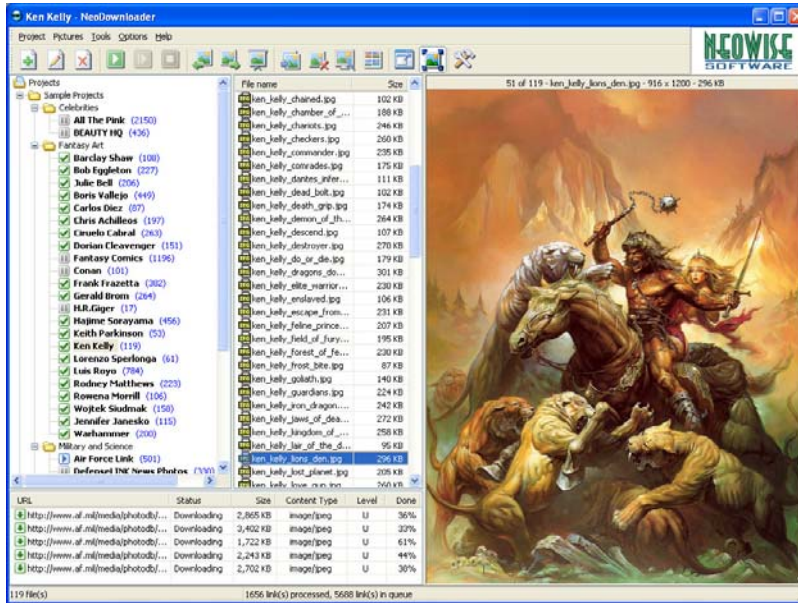 Ken Kelly - NeoDownloader
Project Pictures Tools Options Help
NEOWISE
SOFTWARE
Projects
Sample Projects
Celebrities
All The Pink (2150)
BEAUTY HQ (436)
Fantasy Art
Barclay Shaw (108)
Bob Eggleton (227)
Julie Bell (206)
Boris Vallejo (449)
Carlos Diez (87)
Chris Achilleos (197)
Ciruelo Cabral (263)
Dorian Cleavenger (151)
Fantasy Comics (1196)
Conan (101)
Frank Frazetta (382)
Gerald Brom (264)
H.R.Giger (17)
Hajime Sorayama (456)
Keith Parkinson (53)
Ken Kelly (119)
Lorenzo Sperlonga (61)
Luis Royo (784)
Rodney Matthews (223)
Rowena Morrill (106)
Wojtek Siudmak (158)
Jennifer Janesko (115)
Warhammer (200)
Military and Science
Air Force Link (501)
DefenseLINK News Photos (330)
File name Size
ken_kelly_chained.jpg 102 KB
ken_kelly_chamber_of_... 188 KB
ken_kelly_chariots.jpg 246 KB
ken_kelly_checkers.jpg 260 KB
ken_kelly_commander.jpg 235 KB
ken_kelly_comrades.jpg 175 KB
ken_kelly_dantes_infer... 111 KB
ken_kelly_dead_bolt.jpg 102 KB
ken_kelly_death_grip.jpg 174 KB
ken_kelly_demon_of_th... 264 KB
ken_kelly_descend.jpg 107 KB
ken_kelly_destroyer.jpg 270 KB
ken_kelly_do_or_die.jpg 179 KB
ken_kelly_dragons_do... 301 KB
ken_kelly_elite_warrior... 230 KB
ken_kelly_enslaved.jpg 106 KB
ken_kelly_escape_from... 231 KB
ken_kelly_feline_prince... 207 KB
ken_kelly_field_of_fury... 195 KB
ken_kelly_forest_of_fe... 230 KB
ken_kelly_frost_bite.jpg 87 KB
ken_kelly_goliath.jpg 140 KB
ken_kelly_guardians.jpg 224 KB
ken_kelly_iron_dragon.... 242 KB
ken_kelly_jaws_of_dea... 272 KB
ken_kelly_kingdom_of_... 258 KB
ken_kelly_lair_of_the_d... 95 KB
ken_kelly_lions_den.jpg 296 KB
ken_kelly_lost_planet.jpg 205 KB
ken_kelly_love_gun.jpg 260 KB
51 of 119 - ken_kelly_lions_den.jpg - 916 x 1200 - 296 KB
URL Status Size Content Type Level Done
http://www.af.mil/media/photodb/... Downloading 2,865 KB image/jpeg U 36%
http://www.af.mil/media/photodb/... Downloading 3,402 KB image/jpeg U 33%
http://www.af.mil/media/photodb/... Downloading 1,722 KB image/jpeg U 61%
http://www.af.mil/media/photodb/... Downloading 2,243 KB image/jpeg U 44%
http://www.af.mil/media/photodb/... Downloading 2,702 KB image/jpeg U 38%
119 file(s) 1656 link(s) processed, 5688 link(s) in queue